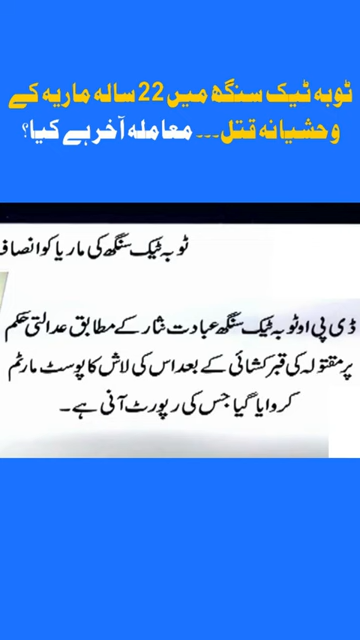 ٹوبہ ٹیک سنگھ میں 22 سالہ ماریہ کے
وحشیانہ قتل... معاملہ آخر ہے کیا؟
ٹوبہ ٹیک سنگھ کی ماریا کو انصاف
ڈی پی او ٹوبہ ٹیک سنگھ عبادت نثار کے مطابق عدالتی حکم
پر مقتولہ کی قبر کشائی کے بعد اس کی لاش کا پوسٹ مارٹم
کروایا گیا جس کی رپورٹ آنی ہے۔